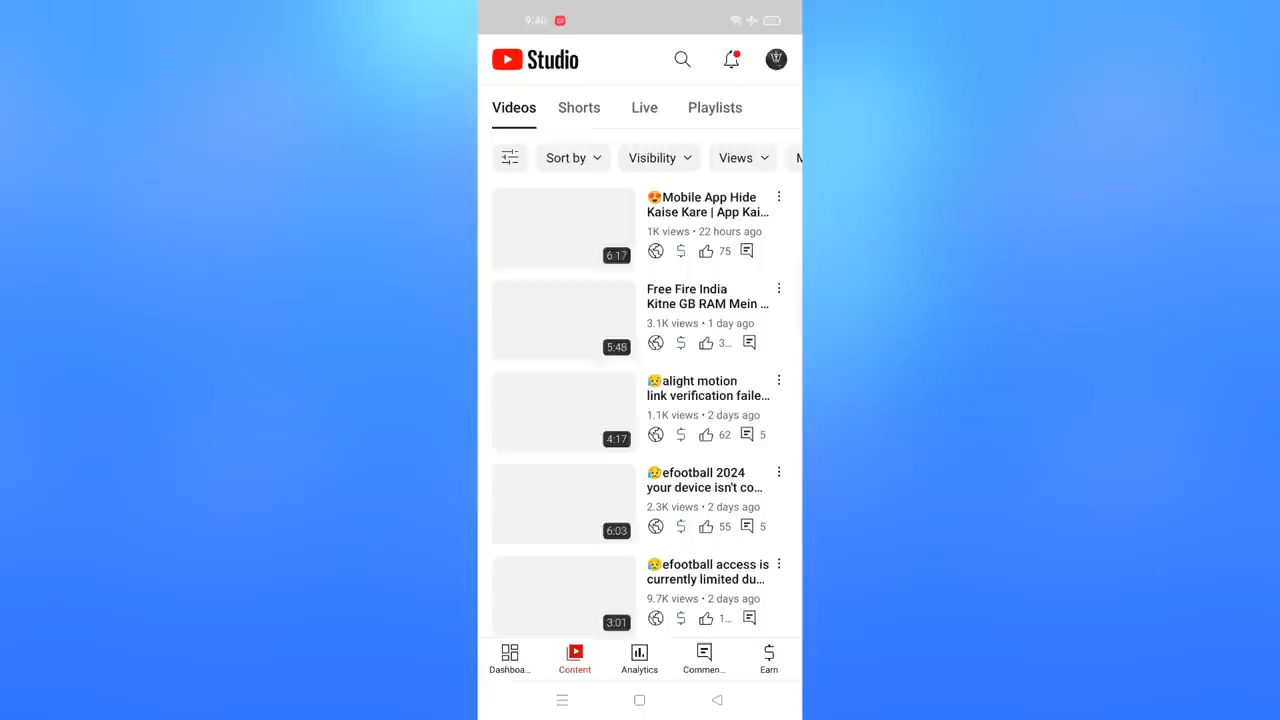 9:46
Studio
Videos Shorts Live Playlists
Sort by Visibility Views M
😍Mobile App Hide
Kaise Kare | App Kai...
1K views • 22 hours ago
75
6:17
Free Fire India
Kitne GB RAM Mein ...
3.1K views • 1 day ago
3...
5:48
😥alight motion
link verification faile...
1.1K views • 2 days ago
62 5
4:17
😥efootball 2024
your device isn't co...
2.3K views • 2 days ago
55 5
6:03
😥efootball access is
currently limited du...
9.7K views • 2 days ago
1...
3:01
Dashboa... Content Analytics Commen... Earn